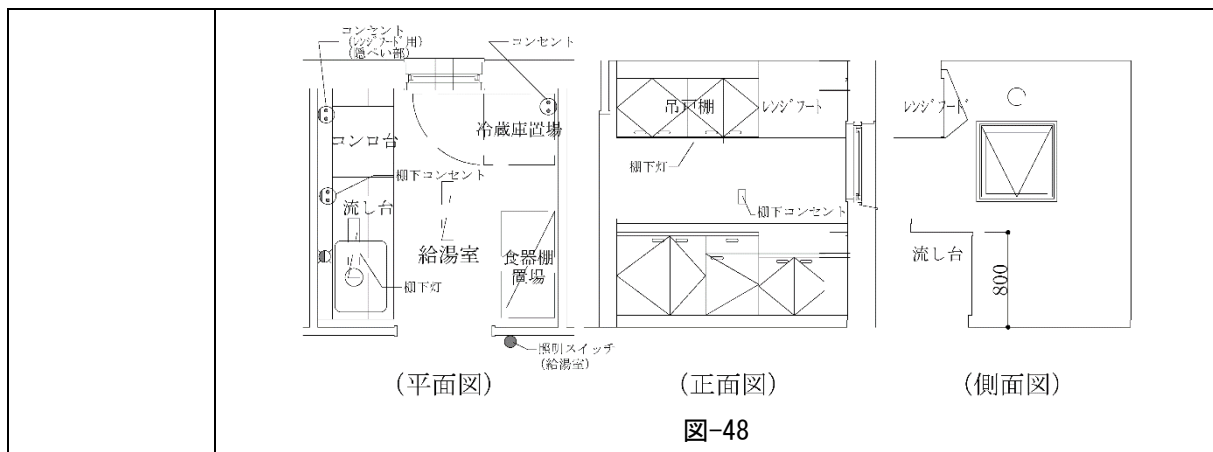 コンセント
(レンジフード用)
(隠ぺい部)
コンセント
コンロ台
冷蔵庫置場
棚下コンセント
流し台
給湯室
食器棚
置場
棚下灯
照明スイッチ
(給湯室)
(平面図)
吊戸棚
レンジフード
棚下灯
棚下コンセント
(正面図)
レンジフード
流し台
800
(側面図)
図-48